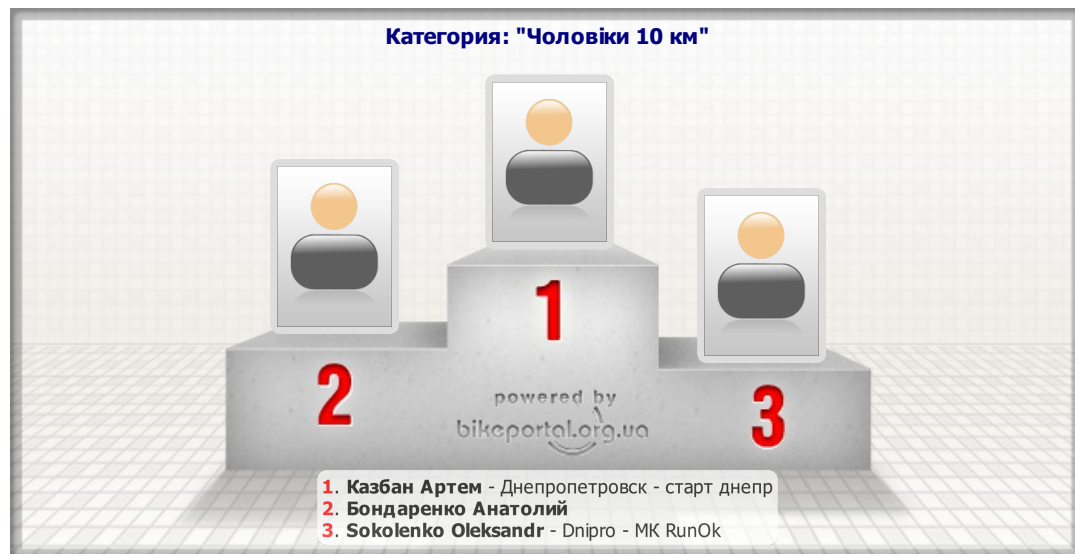 Категория: "Чоловіки 10 км"
1
2
3
powered by
bikeportal.org.ua
1. Казбан Артем - Днепропетровск - старт днепр
2. Бондаренко Анатолий
3. Sokolenko Oleksandr - Dnipro - МК RunOk